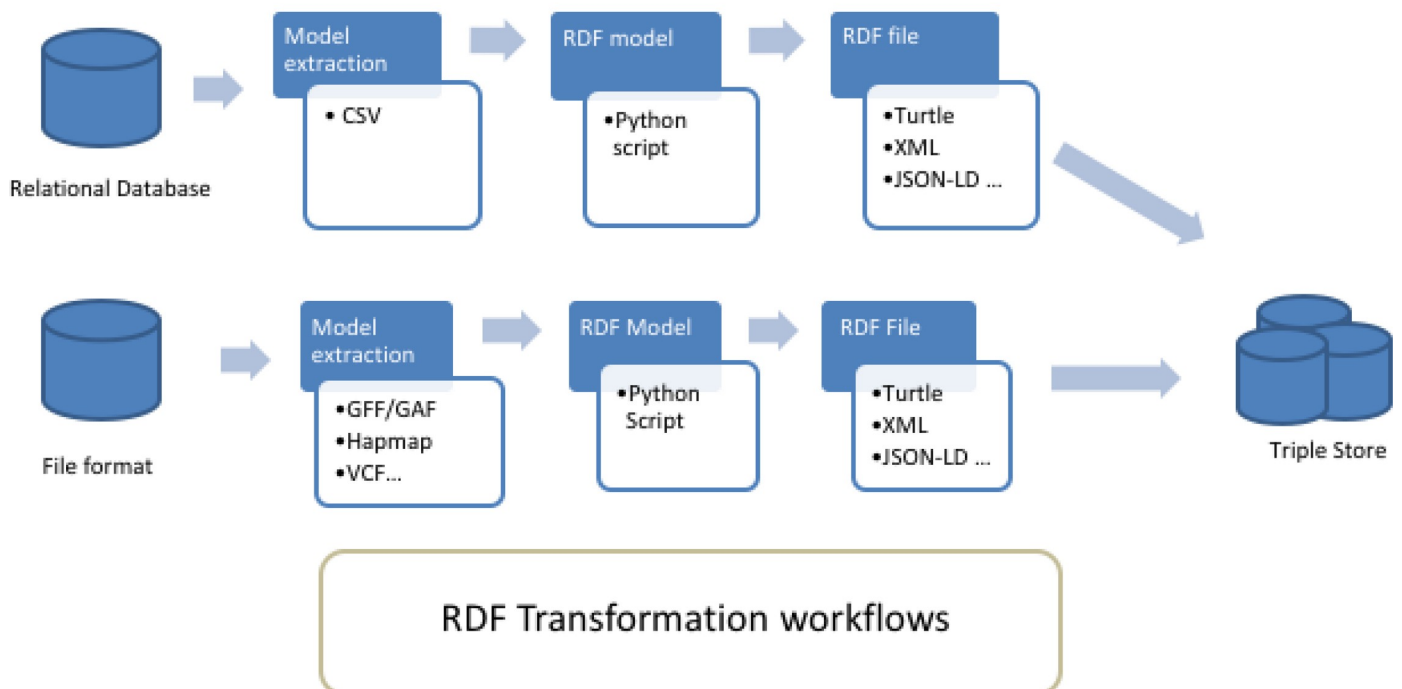 Model
extraction
• CSV
RDF model
•Python
script
RDF file
•Turtle
•XML
•JSON-LD ...
Relational Database
Model
extraction
•GFF/GAF
•Hapmap
•VCF...
RDF Model
•Python
Script
RDF File
•Turtle
•XML
•JSON-LD ...
File format
Triple Store
RDF Transformation workflows